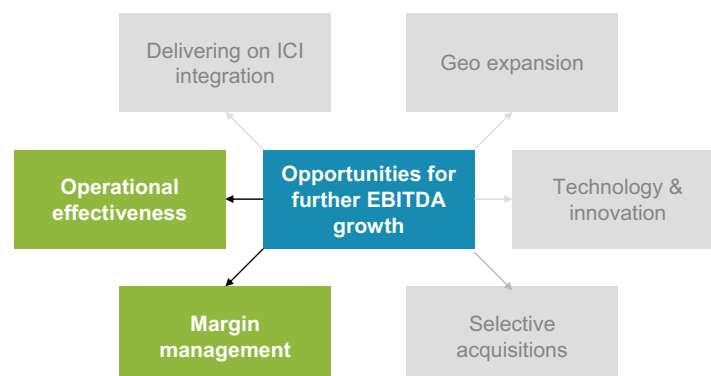 Delivering on ICI
integration
Geo expansion
Operational
effectiveness
Opportunities for
further EBITDA
growth
Technology &
innovation
Margin
management
Selective
acquisitions